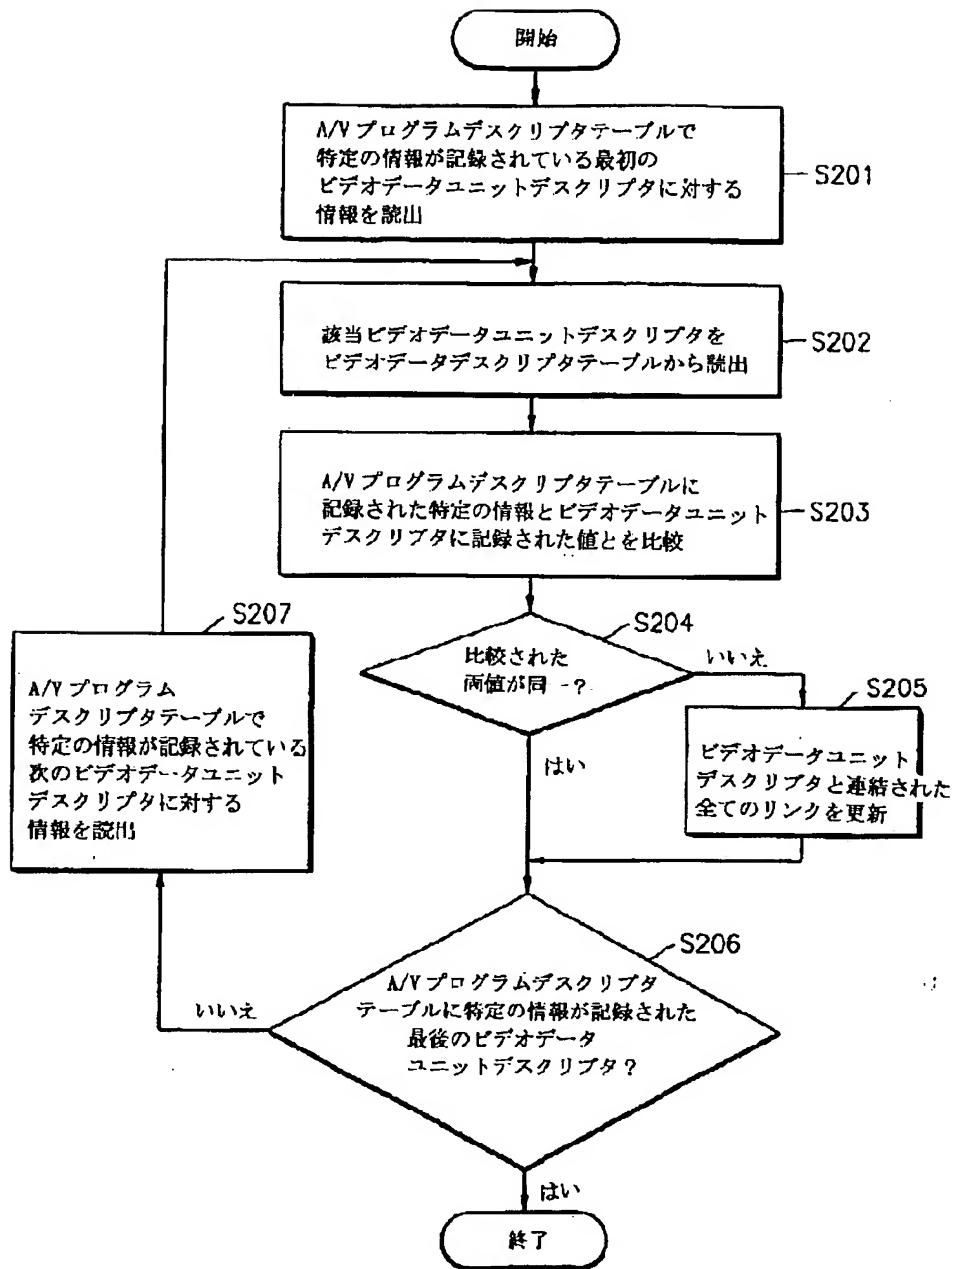 開始
A/Vプログラムデスクリプタテーブルで
特定の情報が記録されている最初の
ビデオデータユニットデスクリプタに対する
情報を読出
S201
該当ビデオデータユニットデスクリプタを
ビデオデータデスクリプタテーブルから読出
S202
A/Vプログラムデスクリプタテーブルに
記録された特定の情報とビデオデータユニット
デスクリプタに記録された値とを比較
S203
比較された
両値が同一?
S204
いいえ
はい
S205
ビデオデータユニット
デスクリプタと連結された
全てのリンクを更新
S207
A/Vプログラム
デスクリプタテーブルで
特定の情報が記録されている
次のビデオデータユニット
デスクリプタに対する
情報を読出
S206
A/Vプログラムデスクリプタ
テーブルに特定の情報が記録された
最後のビデオデータ
ユニットデスクリプタ?
いいえ
はい
終了